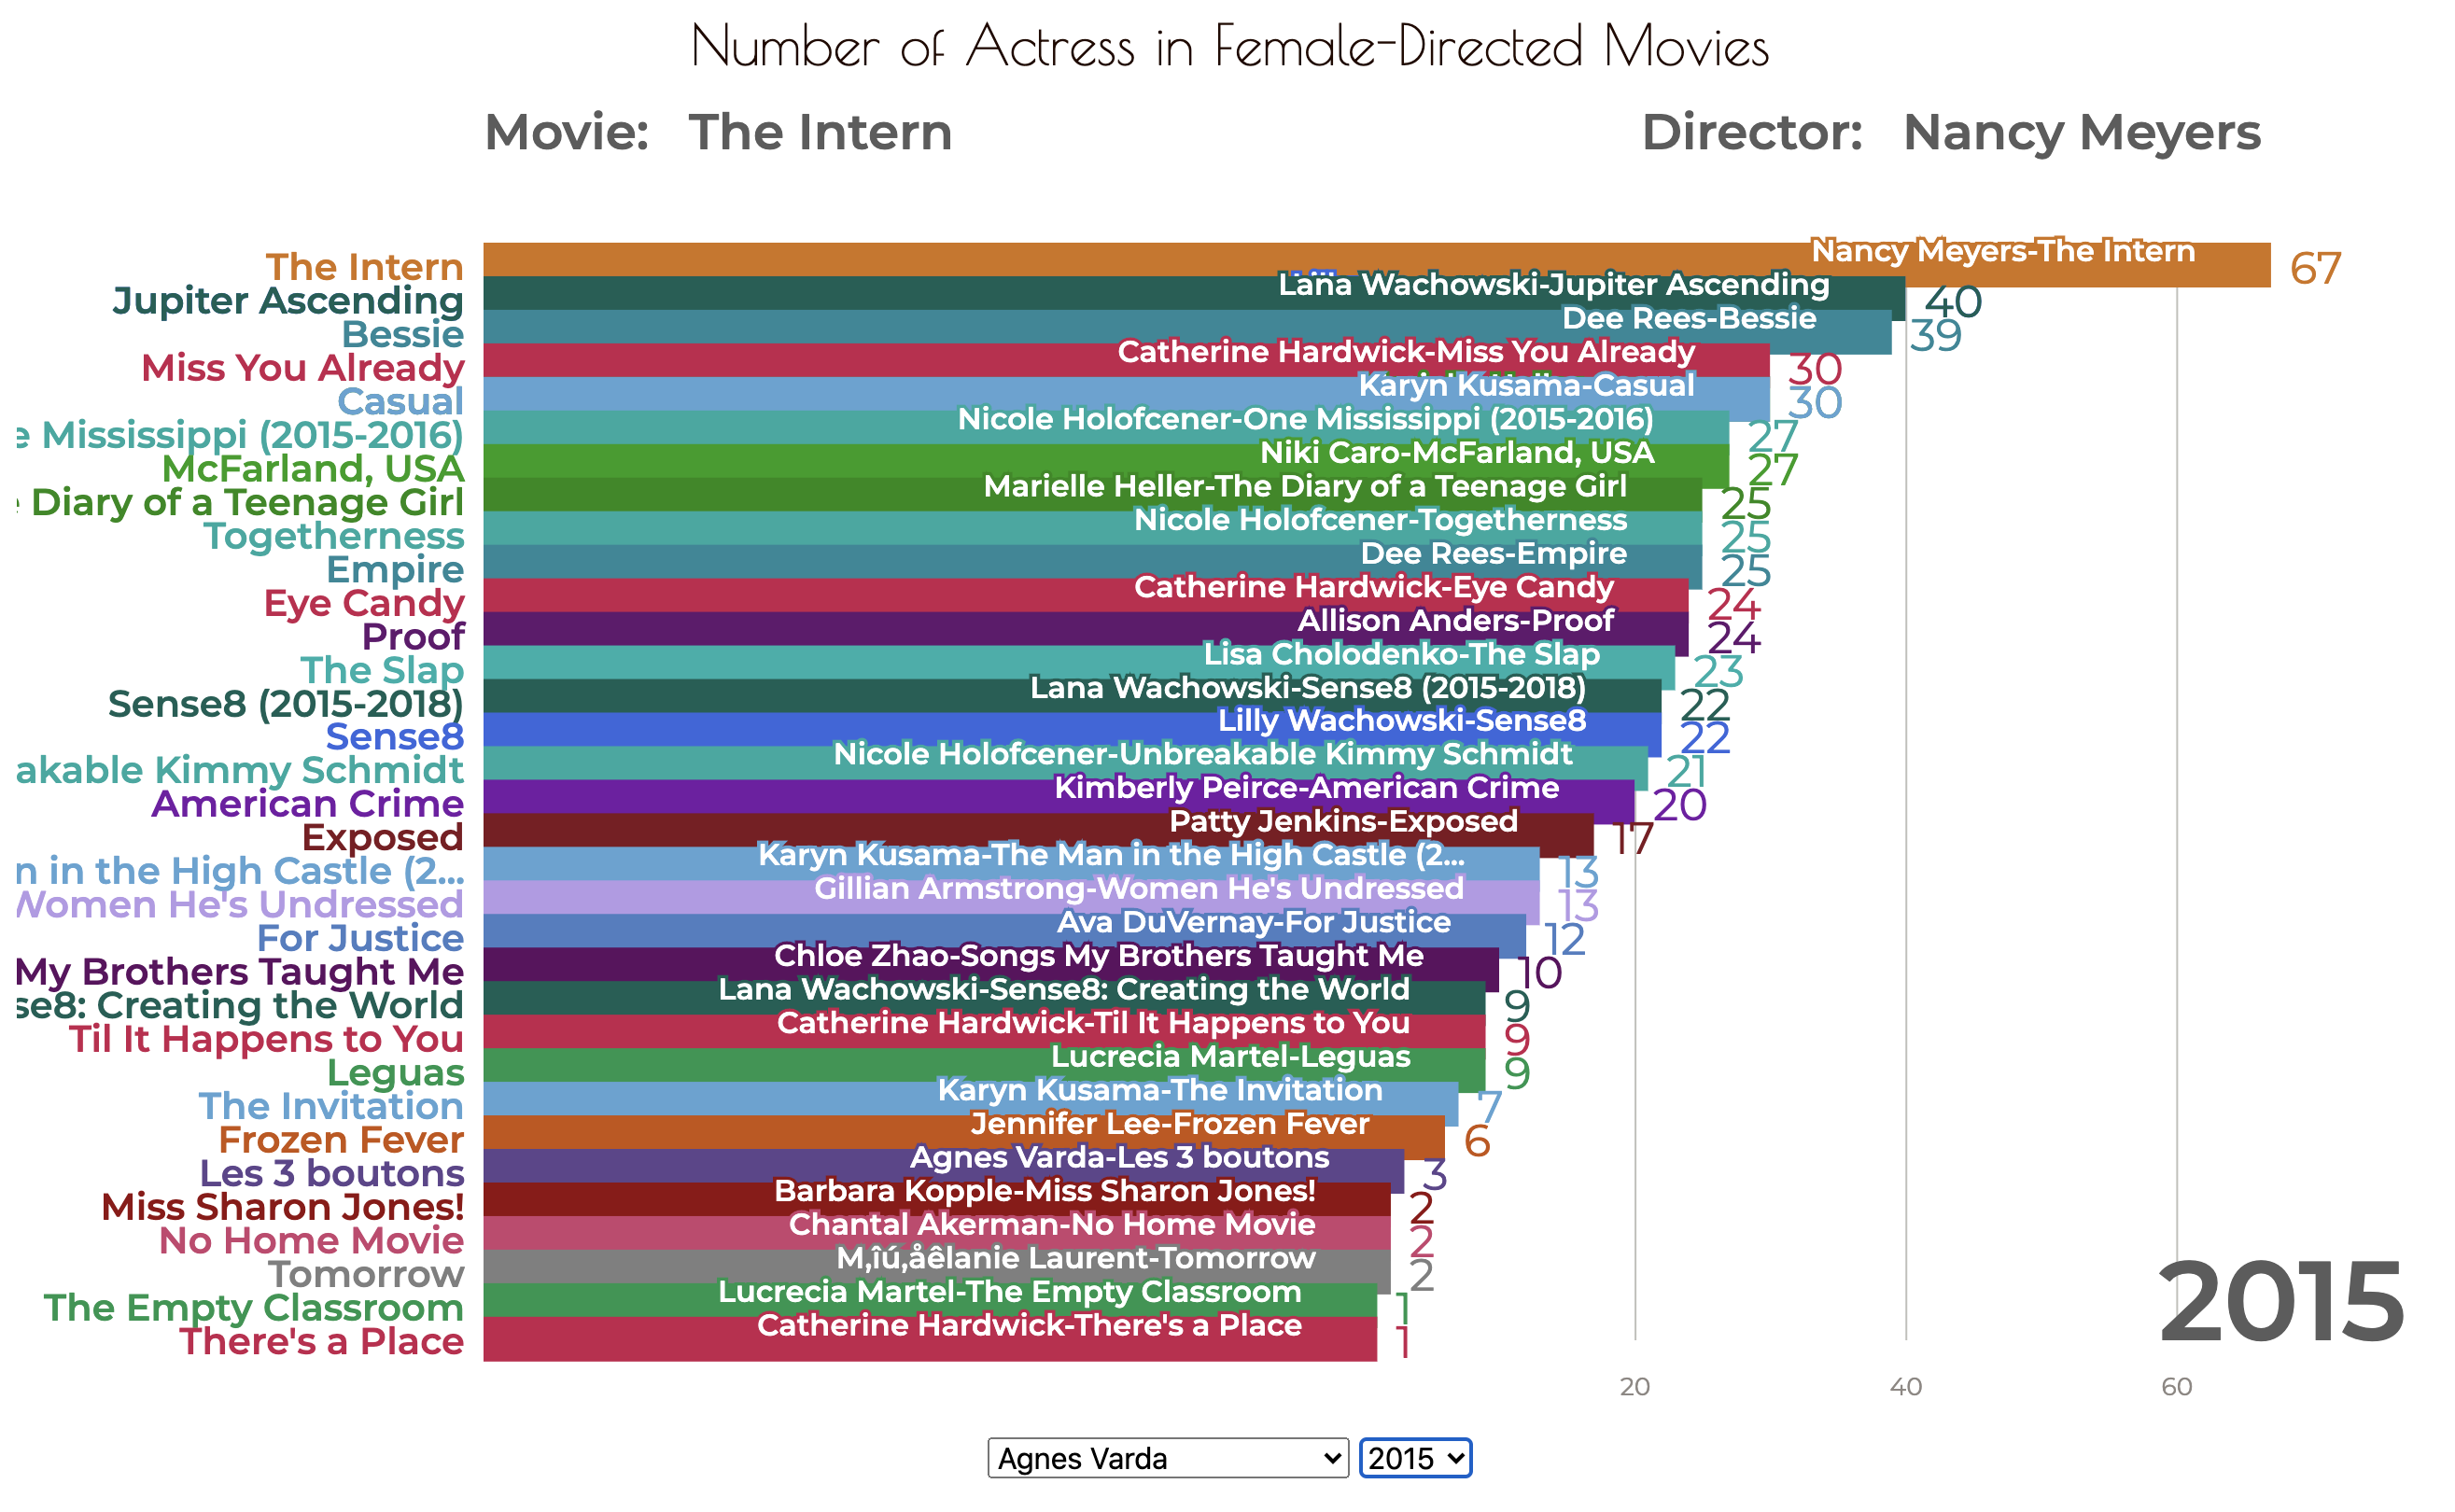 Number of Actress in Female-Directed Movies
Movie: The Intern Director: Nancy Meyers
The Intern Nancy Meyers-The Intern 67
Jupiter Ascending Lana Wachowski-Jupiter Ascending 40
Bessie Dee Rees-Bessie 39
Miss You Already Catherine Hardwick-Miss You Already 30
Casual Karyn Kusama-Casual 30
e Mississippi (2015-2016) Nicole Holofcener-One Mississippi (2015-2016) 27
McFarland, USA Niki Caro-McFarland, USA 27
Diary of a Teenage Girl Marielle Heller-The Diary of a Teenage Girl 25
Togetherness Nicole Holofcener-Togetherness 25
Empire Dee Rees-Empire 25
Eye Candy Catherine Hardwick-Eye Candy 24
Proof Allison Anders-Proof 24
The Slap Lisa Cholodenko-The Slap 23
Sense8 (2015-2018) Lana Wachowski-Sense8 (2015-2018) 22
Sense8 Lilly Wachowski-Sense8 22
akable Kimmy Schmidt Nicole Holofcener-Unbreakable Kimmy Schmidt 21
American Crime Kimberly Peirce-American Crime 20
Exposed Patty Jenkins-Exposed 17
n in the High Castle (2... Karyn Kusama-The Man in the High Castle (2... 13
Women He's Undressed Gillian Armstrong-Women He's Undressed 13
For Justice Ava DuVernay-For Justice 12
My Brothers Taught Me Chloe Zhao-Songs My Brothers Taught Me 10
se8: Creating the World Lana Wachowski-Sense8: Creating the World 9
Til It Happens to You Catherine Hardwick-Til It Happens to You 9
Leguas Lucrecia Martel-Leguas 9
The Invitation Karyn Kusama-The Invitation 7
Frozen Fever Jennifer Lee-Frozen Fever 6
Les 3 boutons Agnes Varda-Les 3 boutons 3
Miss Sharon Jones! Barbara Kopple-Miss Sharon Jones! 2
No Home Movie Chantal Akerman-No Home Movie 2
Tomorrow M,îú,åêlanie Laurent-Tomorrow 2
The Empty Classroom Lucrecia Martel-The Empty Classroom 1
There's a Place Catherine Hardwick-There's a Place 1
2015
20 40 60
Agnes Varda 2015